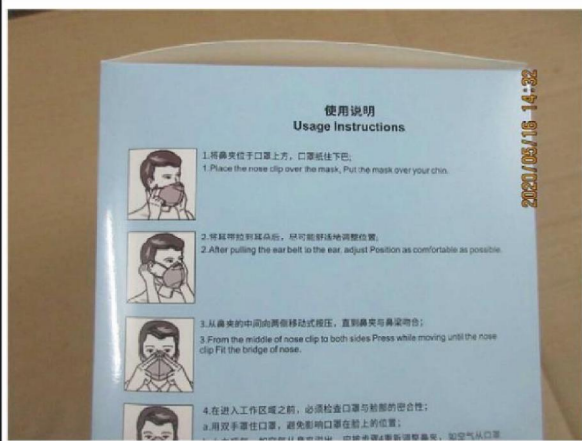 使用说明
Usage Instructions
2020/05/16 14:32
1.将鼻夹位于口罩上方，口罩抵住下巴;
1.Place the nose clip over the mask, Put the mask over your chin.
2.将耳带拉到耳朵后，尽可能舒适地调整位置;
2.After pulling the ear belt to the ear, adjust Position as comfortable as possible.
3.从鼻夹的中间向两侧移动式按压，直到鼻夹与鼻梁吻合;
3.From the middle of nose clip to both sides Press while moving until the nose
clip Fit the bridge of nose.
4.在进入工作区域之前，必须检查口罩与脸部的密合性;
a.用双手罩住口罩，避免影响口罩在脸上的位置;